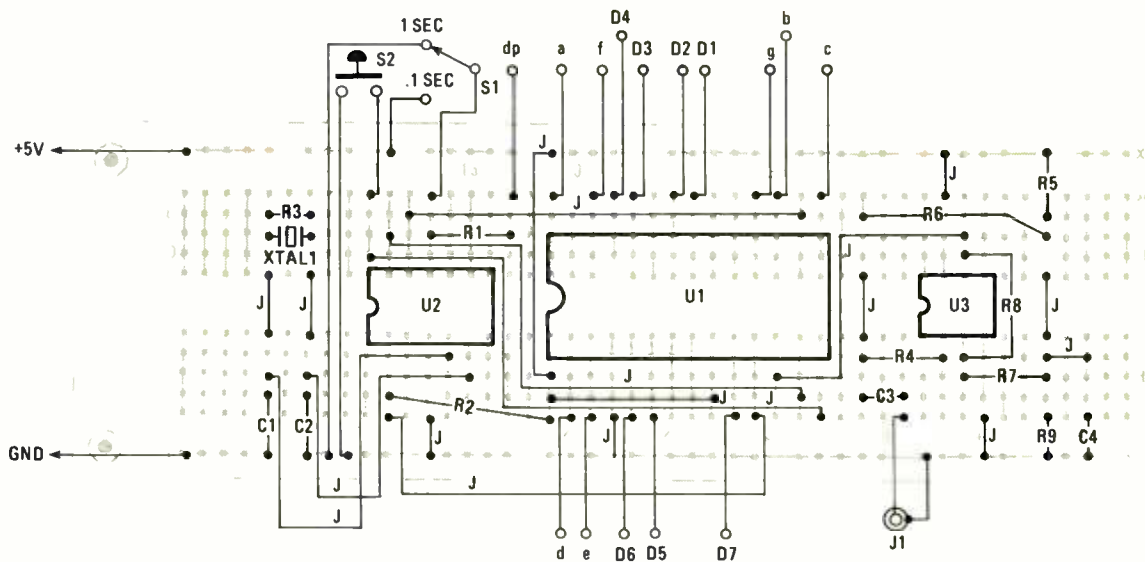 1 SEC
D4
b
S2
dp
a
f
D3
D2
D1
g
c
.1 SEC
S1
+5V
J
J
J
R5
R3
R6
R1
J
XTAL1
J
J
U2
U1
J
U3
R8
J
J
R4
J
R7
R2
J
J
C3
C1
C2
J
J
J
R9
C4
GND
J
J
J
d
e
D6
D5
D7
J1